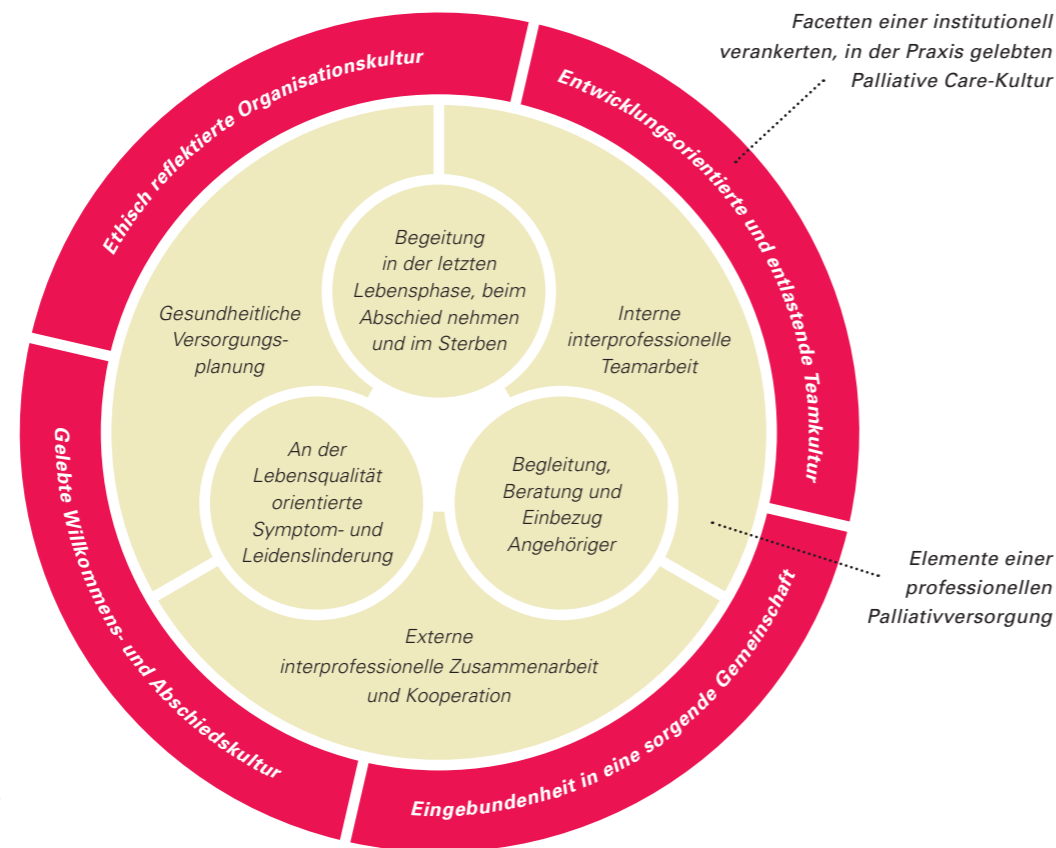 Facetten einer institutionell
verankerten, in der Praxis gelebten
Palliative Care-Kultur
Ethisch reflektierte Organisationskultur
Entwicklungsorientierte und entlastende Teamkultur
Begeitung
in der letzten
Lebensphase, beim
Abschied nehmen
und im Sterben
Gesundheitliche
Versorgungs-
planung
Interne
interprofessionelle
Teamarbeit
An der
Lebensqualität
orientierte
Symptom- und
Leidenslinderung
Begleitung,
Beratung und
Einbezug
Angehöriger
Elemente einer
professionellen
Palliativversorgung
Externe
interprofessionelle Zusammenarbeit
und Kooperation
Gelebte Willkommens- und Abschiedskultur
Eingebundenheit in eine sorgende Gemeinschaft